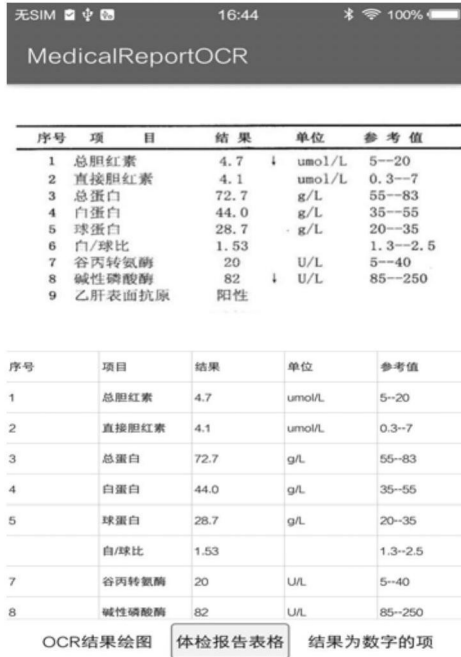 无SIM 16:44 100%
MedicalReportOCR
序号 项 目 结 果 单位 参 考 值
1 总胆红素 4.7 ↓ umol/L 5--20
2 直接胆红素 4.1 umol/L 0.3--7
3 总蛋白 72.7 g/L 55--83
4 白蛋白 44.0 g/L 35--55
5 球蛋白 28.7 g/L 20--35
6 白/球比 1.53 1.3--2.5
7 谷丙转氨酶 20 U/L 5--40
8 碱性磷酸酶 82 ↓ U/L 85--250
9 乙肝表面抗原 阳性
序号 项目 结果 单位 参考值
1 总胆红素 4.7 umol/L 5--20
2 直接胆红素 4.1 umol/L 0.3--7
3 总蛋白 72.7 g/L 55--83
4 白蛋白 44.0 g/L 35--55
5 球蛋白 28.7 g/L 20--35
自/球比 1.53 1.3--2.5
7 谷丙转氨酶 20 U/L 5--40
8 碱性磷酸酶 82 U/L 85--250
OCR结果绘图 体检报告表格 结果为数字的项